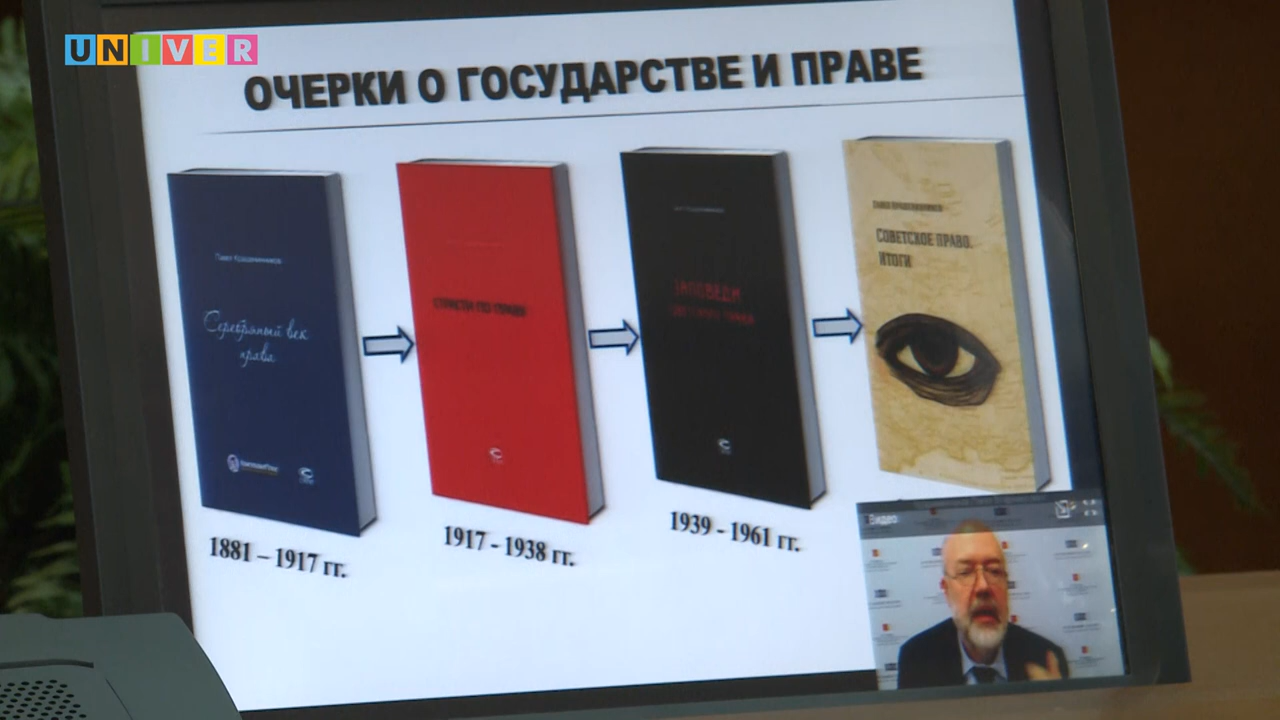 UNIVER
ОЧЕРКИ О ГОСУДАРСТВЕ И ПРАВЕ
Павел Крашенинников
Серебряный век
права
СТРАСТИ ПО ПРАВУ
ЗАПОВЕДИ
СОВЕТСКОГО ПРАВА
ПАВЕЛ КРАШЕНИННИКОВ
СОВЕТСКОЕ ПРАВО.
ИТОГИ
1881 – 1917 гг.
1917 - 1938 гг.
1939 - 1961 гг.
Видео